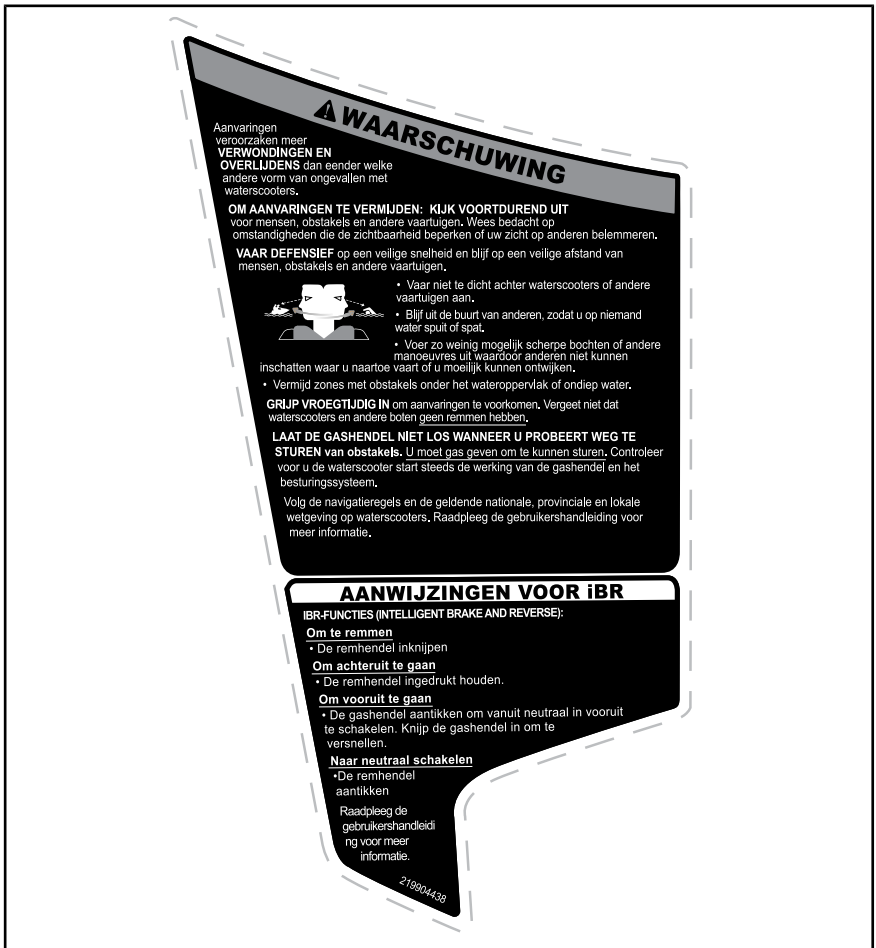 WAARSCHUWING
Aanvaringen
veroorzaken meer
VERWONDINGEN EN
OVERLIJDENS dan eender welke
andere vorm van ongevallen met
waterscooters.
OM AANVARINGEN TE VERMIJDEN: KIJK VOORTDUREND UIT
voor mensen, obstakels en andere vaartuigen. Wees bedacht op
omstandigheden die de zichtbaarheid beperken of uw zicht op anderen belemmeren.
VAAR DEFENSIEF op een veilige snelheid en blijf op een veilige afstand van
mensen, obstakels en andere vaartuigen.
• Vaar niet te dicht achter waterscooters of andere
vaartuigen aan.
• Blijf uit de buurt van anderen, zodat u op niemand
water spuit of spat.
• Voer zo weinig mogelijk scherpe bochten of andere
manoeuvres uit waardoor anderen niet kunnen
inschatten waar u naartoe vaart of u moeilijk kunnen ontwijken.
• Vermijd zones met obstakels onder het wateroppervlak of ondiep water.
GRIJP VROEGTIJDIG IN om aanvaringen te voorkomen. Vergeet niet dat
waterscooters en andere boten geen remmen hebben.
LAAT DE GASHENDEL NIET LOS WANNEER U PROBEERT WEG TE
STUREN van obstakels. U moet gas geven om te kunnen sturen. Controleer
voor u de waterscooter start steeds de werking van de gashendel en het
besturingssysteem.
Volg de navigatieregels en de geldende nationale, provinciale en lokale
wetgeving op waterscooters. Raadpleeg de gebruikershandleiding voor
meer informatie.
AANWIJZINGEN VOOR iBR
IBR-FUNCTIES (INTELLIGENT BRAKE AND REVERSE):
Om te remmen
• De remhendel inknijpen
Om achteruit te gaan
• De remhendel ingedrukt houden.
Om vooruit te gaan
• De gashendel aantikken om vanuit neutraal in vooruit
te schakelen. Knijp de gashendel in om te
versnellen.
Naar neutraal schakelen
•De remhendel
aantikken
Raadpleeg de
gebruikershandleidi
ng voor meer
informatie.
219904438